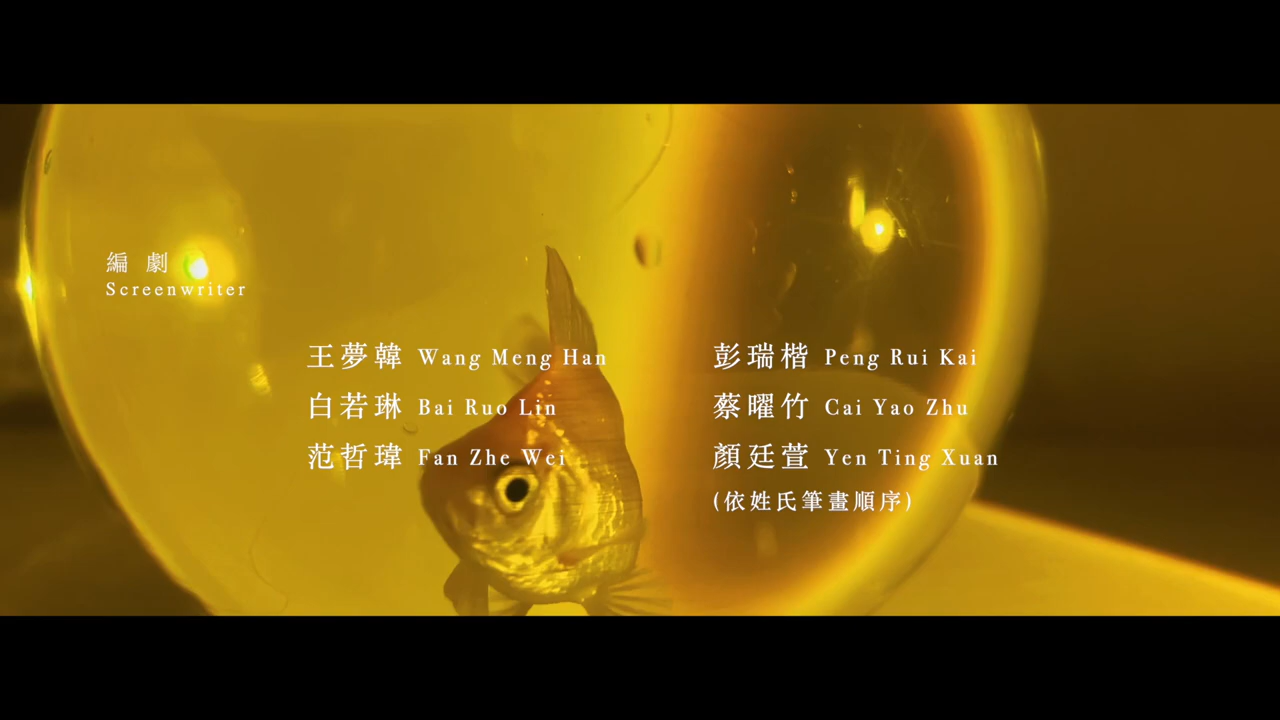 編 劇
Screenwriter
王夢韓 Wang Meng Han
白若琳 Bai Ruo Lin
范哲瑋 Fan Zhe Wei
彭瑞楷 Peng Rui Kai
蔡曜竹 Cai Yao Zhu
顏廷萱 Yen Ting Xuan
(依姓氏筆畫順序)